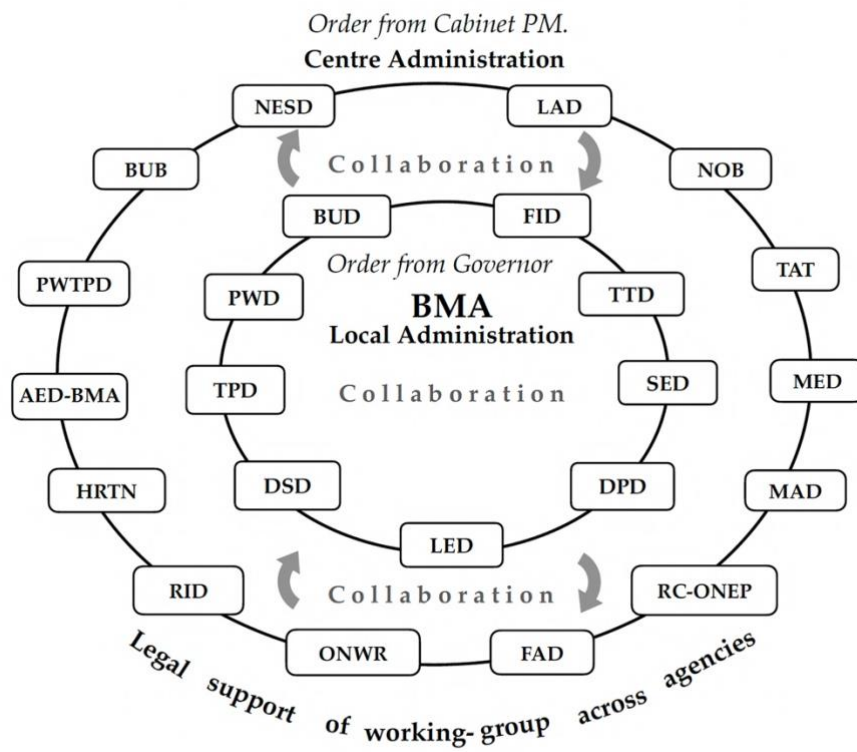 Order from Cabinet PM.
Centre Administration
NESD
LAD
Collaboration
BUB
NOB
BUD
FID
Order from Governor
PWTPD
PWD
BMA
TTD
TAT
Local Administration
AED-BMA
TPD
Collaboration
SED
MED
HRTN
DSD
DPD
MAD
LED
RID
Collaboration
RC-ONEP
ONWR
FAD
Legal support of working-group across agencies